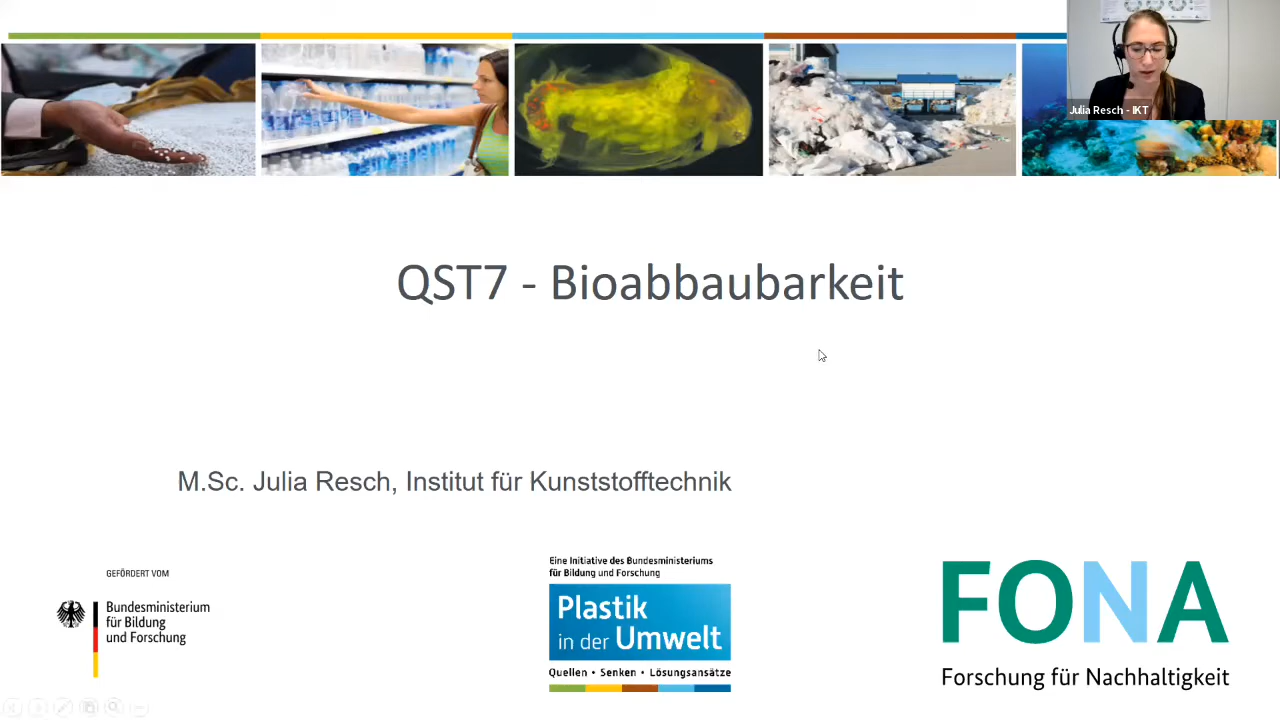 Julia Resch - IKT
QST7 - Bioabbaubarkeit
M.Sc. Julia Resch, Institut für Kunststofftechnik
GEFÖRDERT VOM
Bundesministerium
für Bildung
und Forschung
Eine Initiative des Bundesministeriums
für Bildung und Forschung
Plastik
in der Umwelt
Quellen • Senken • Lösungsansätze
FONA
Forschung für Nachhaltigkeit